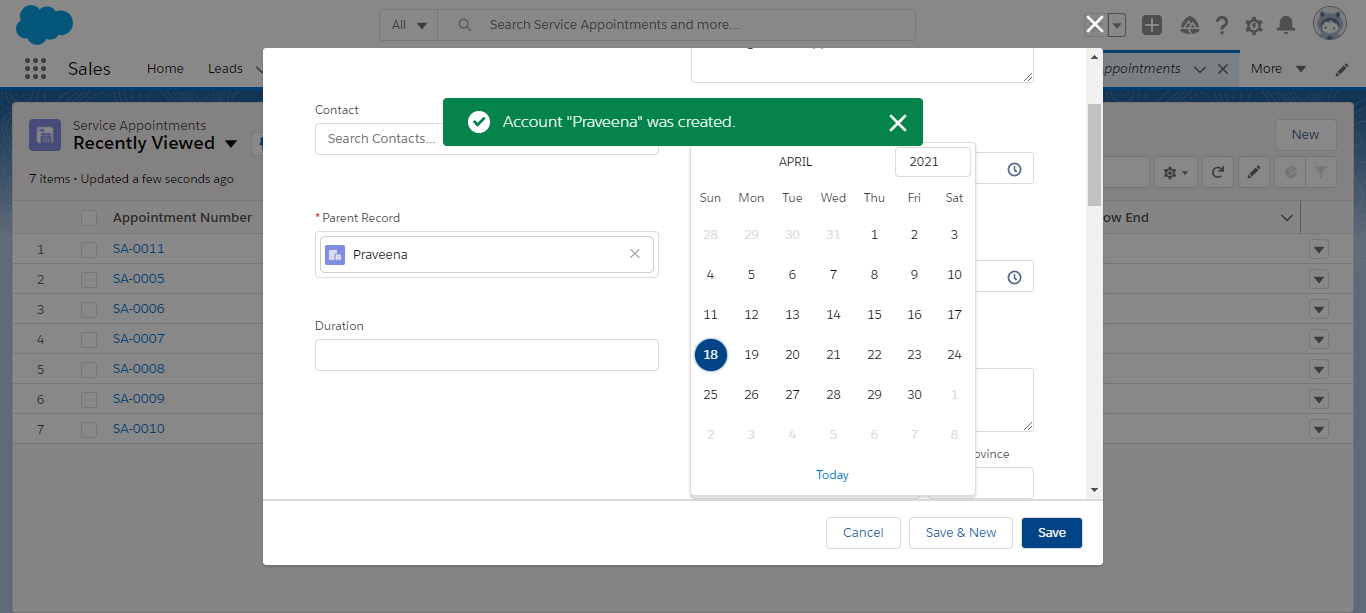 All
Search Service Appointments and more...
Sales
Home
Leads
ppointments
More
Service Appointments
Recently Viewed
New
7 items • Updated a few seconds ago
Appointment Number
ow End
1 SA-0011
2 SA-0005
3 SA-0006
4 SA-0007
5 SA-0008
6 SA-0009
7 SA-0010
Account "Praveena" was created.
Contact
Search Contacts...
* Parent Record
Praveena
Duration
APRIL 2021
Sun Mon Tue Wed Thu Fri Sat
28 29 30 31 1 2 3
4 5 6 7 8 9 10
11 12 13 14 15 16 17
18 19 20 21 22 23 24
25 26 27 28 29 30 1
2 3 4 5 6 7 8
Today
ovince
Cancel
Save & New
Save